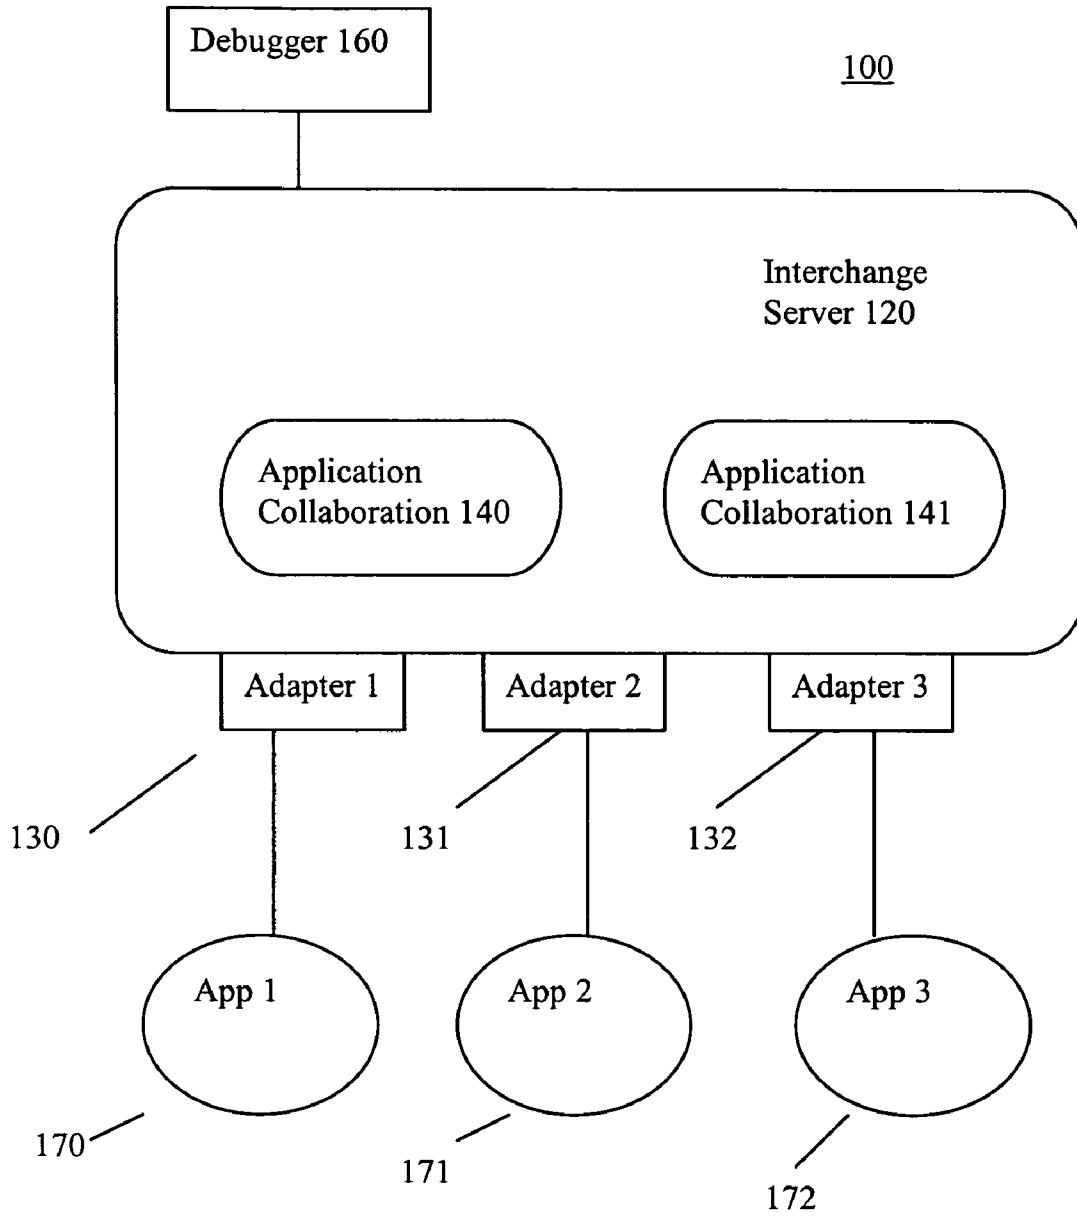 Debugger 160
100
Interchange
Server 120
Application
Collaboration 140
Application
Collaboration 141
Adapter 1
Adapter 2
Adapter 3
130
131
132
App 1
App 2
App 3
170
171
172